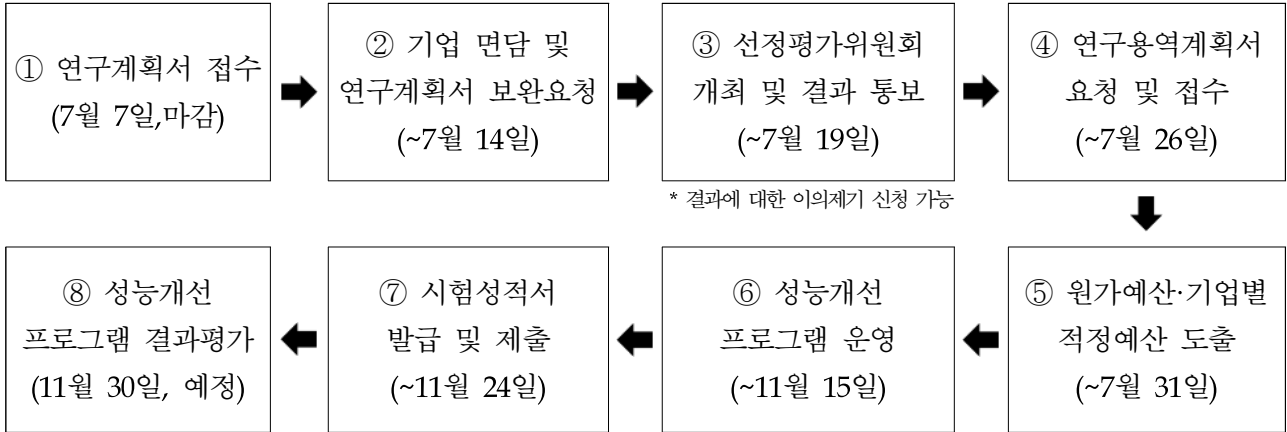 ① 연구계획서 접수
(7월 7일,마감)
② 기업 면담 및
연구계획서 보완요청
(~7월 14일)
③ 선정평가위원회
개최 및 결과 통보
(~7월 19일)
* 결과에 대한 이의제기 신청 가능
④ 연구용역계획서
요청 및 접수
(~7월 26일)
⑤ 원가예산·기업별
적정예산 도출
(~7월 31일)
⑥ 성능개선
프로그램 운영
(~11월 15일)
⑦ 시험성적서
발급 및 제출
(~11월 24일)
⑧ 성능개선
프로그램 결과평가
(11월 30일, 예정)